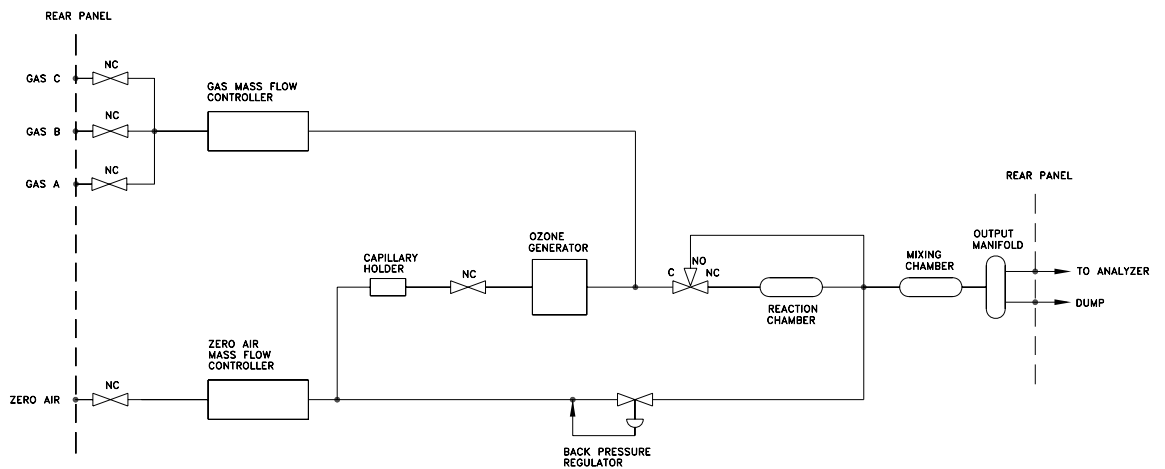 REAR PANEL
GAS C
NC
GAS MASS FLOW
CONTROLLER
GAS B
NC
GAS A
NC
REAR PANEL
OZONE
GENERATOR
OUTPUT
MANIFOLD
CAPILLARY
HOLDER
NC
C
NO
NC
MIXING
CHAMBER
TO ANALYZER
DUMP
REACTION
CHAMBER
ZERO AIR
MASS FLOW
CONTROLLER
ZERO AIR
NC
BACK PRESSURE
REGULATOR